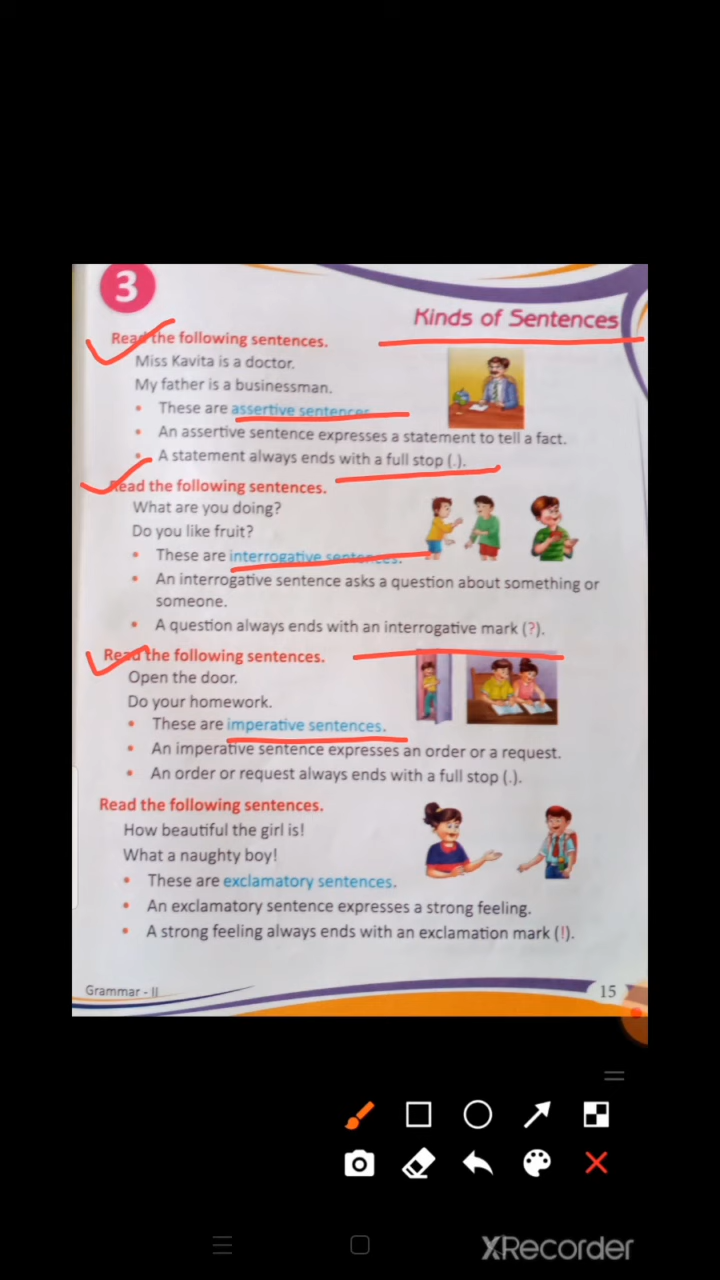 3
Kinds of Sentences
Read the following sentences.
Miss Kavita is a doctor.
My father is a businessman.
• These are assertive sentences.
• An assertive sentence expresses a statement to tell a fact.
• A statement always ends with a full stop (.).
Read the following sentences.
What are you doing?
Do you like fruit?
• These are interrogative sentences.
• An interrogative sentence asks a question about something or
someone.
• A question always ends with an interrogative mark (?).
Read the following sentences.
Open the door.
Do your homework.
• These are imperative sentences.
• An imperative sentence expresses an order or a request.
• An order or request always ends with a full stop (.).
Read the following sentences.
How beautiful the girl is!
What a naughty boy!
• These are exclamatory sentences.
• An exclamatory sentence expresses a strong feeling.
• A strong feeling always ends with an exclamation mark (!).
Grammar - II
15
XRecorder